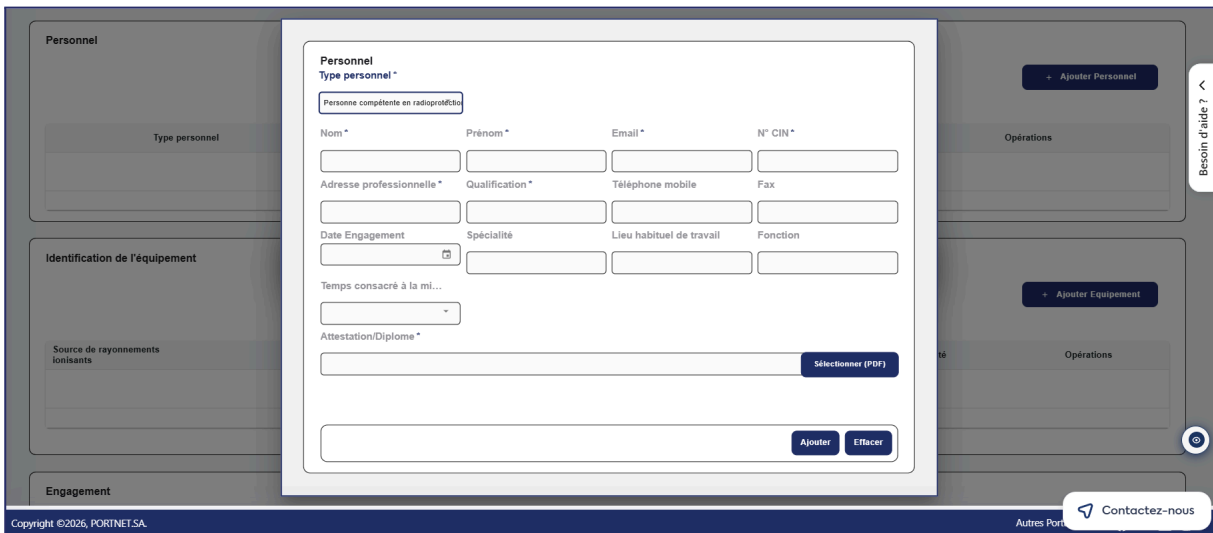 Personnel
+ Ajouter Personnel
Type personnel
Opérations
Identification de l'équipement
+ Ajouter Equipement
Source de rayonnements
ionisants
té
Opérations
Engagement
Personnel
Type personnel *
Personne compétente en radioprotection
Nom * Prénom * Email * N° CIN *
Adresse professionnelle * Qualification * Téléphone mobile Fax
Date Engagement Spécialité Lieu habituel de travail Fonction
Temps consacré à la mi...
Attestation/Diplome *
Sélectionner (PDF)
Ajouter Effacer
Besoin d'aide ?
Contactez-nous
Copyright ©2026, PORTNET.SA.
Autres Port